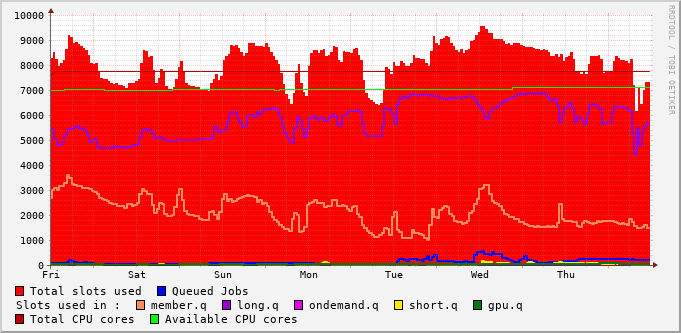 RRDTOOL / TOBI OETIKER
10000
9000
8000
7000
6000
5000
4000
3000
2000
1000
0
Fri Sat Sun Mon Tue Wed Thu
Total slots used Queued Jobs
Slots used in : member.q long.q ondemand.q short.q gpu.q
Total CPU cores Available CPU cores